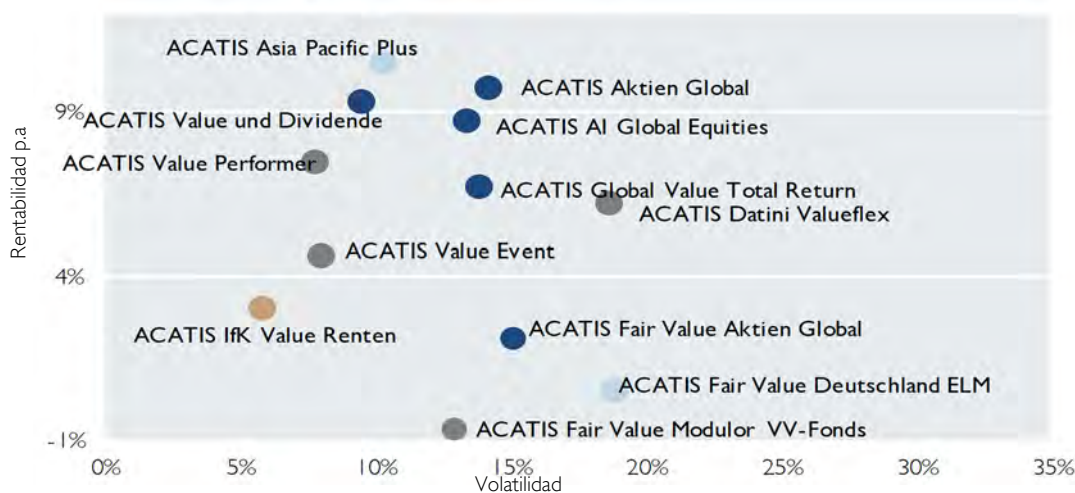 ACATIS Asia Pacific Plus
ACATIS Aktien Global
9%
ACATIS Value und Dividende
ACATIS AI Global Equities
ACATIS Value Performer
ACATIS Global Value Total Return
ACATIS Datini Valueflex
Rentabilidad p.a
ACATIS Value Event
4%
ACATIS IfK Value Renten
ACATIS Fair Value Aktien Global
ACATIS Fair Value Deutschland ELM
ACATIS Fair Value Modulor VV-Fonds
-1%
0% 5% 10% 15% 20% 25% 30% 35%
Volatilidad